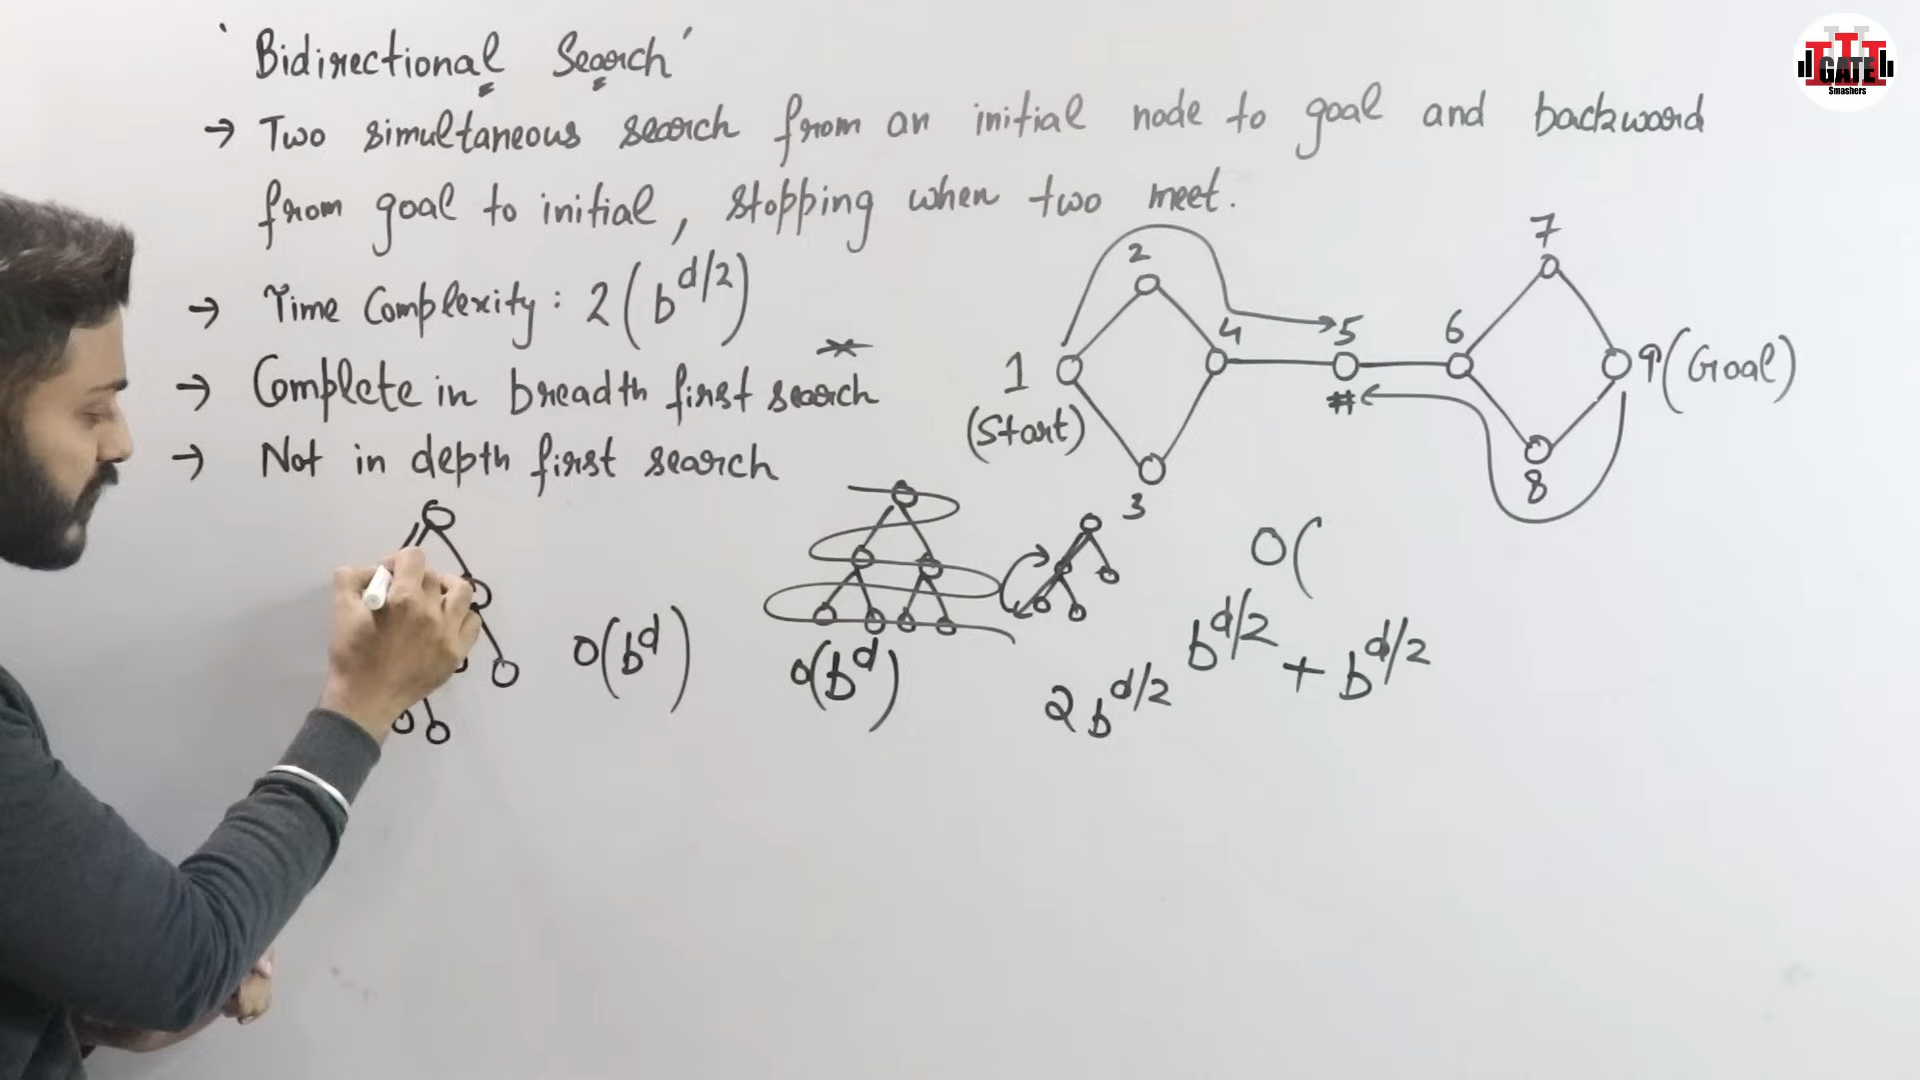 'Bidirectional Search'
→ Two simultaneous search from an initial node to goal and backward
from goal to initial, stopping when two meet.
→ Time Complexity: 2(b^d/2)
→ Complete in breadth first search
→ Not in depth first search
1
(Start)
2
3
4
5
#
6
7
8
9(Goal)
O(b^d)
O(b^d)
O(
b^d/2 + b^d/2
2b^d/2
GATE
Smashers